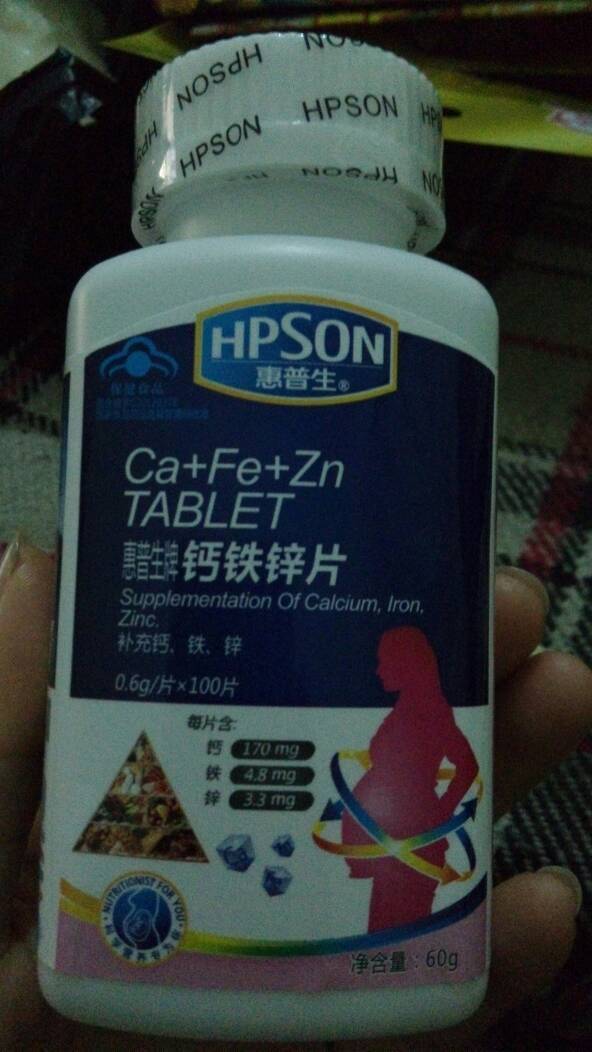 HPSON
HPSON
HPSON
HPSON
HPSON
惠普生®
保健食品
Ca+Fe+Zn
TABLET
惠普生牌 钙铁锌片
Supplementation Of Calcium, Iron,
Zinc.
补充钙、铁、锌
0.6g/片×100片
每片含:
钙 170 mg
铁 4.8 mg
锌 3.3 mg
NUTRITIONIST FOR YOU
净含量:60g